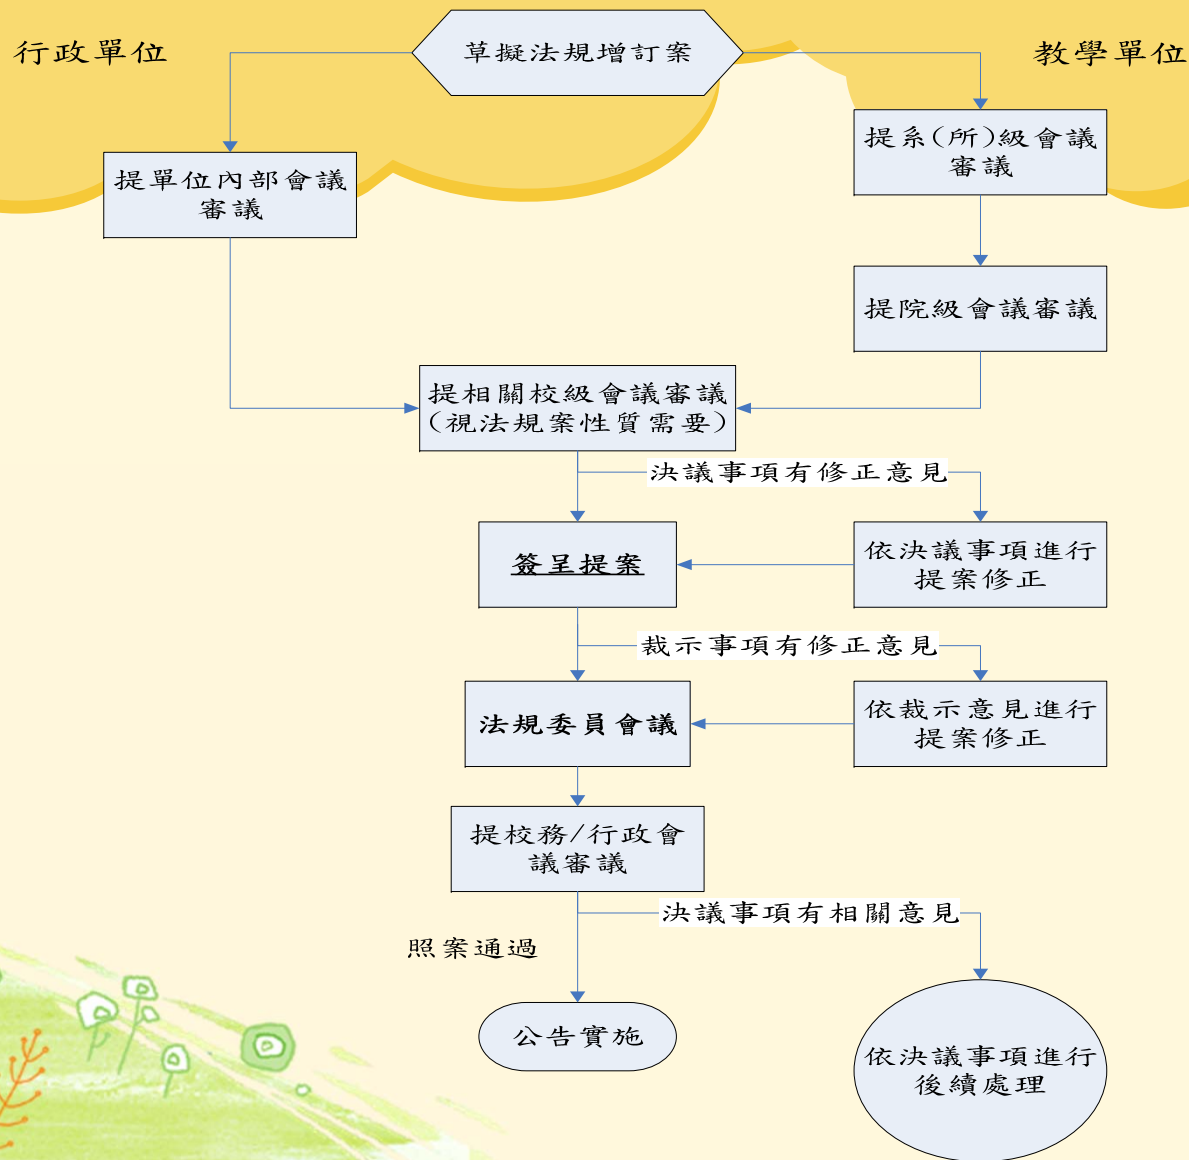 行政單位
草擬法規增訂案
教學單位
提系(所)級會議
審議
提單位內部會議
審議
提院級會議審議
提相關校級會議審議
(視法規案性質需要)
決議事項有修正意見
簽呈提案
依決議事項進行
提案修正
裁示事項有修正意見
法規委員會議
依裁示意見進行
提案修正
提校務/行政會
議審議
決議事項有相關意見
照案通過
公告實施
依決議事項進行
後續處理